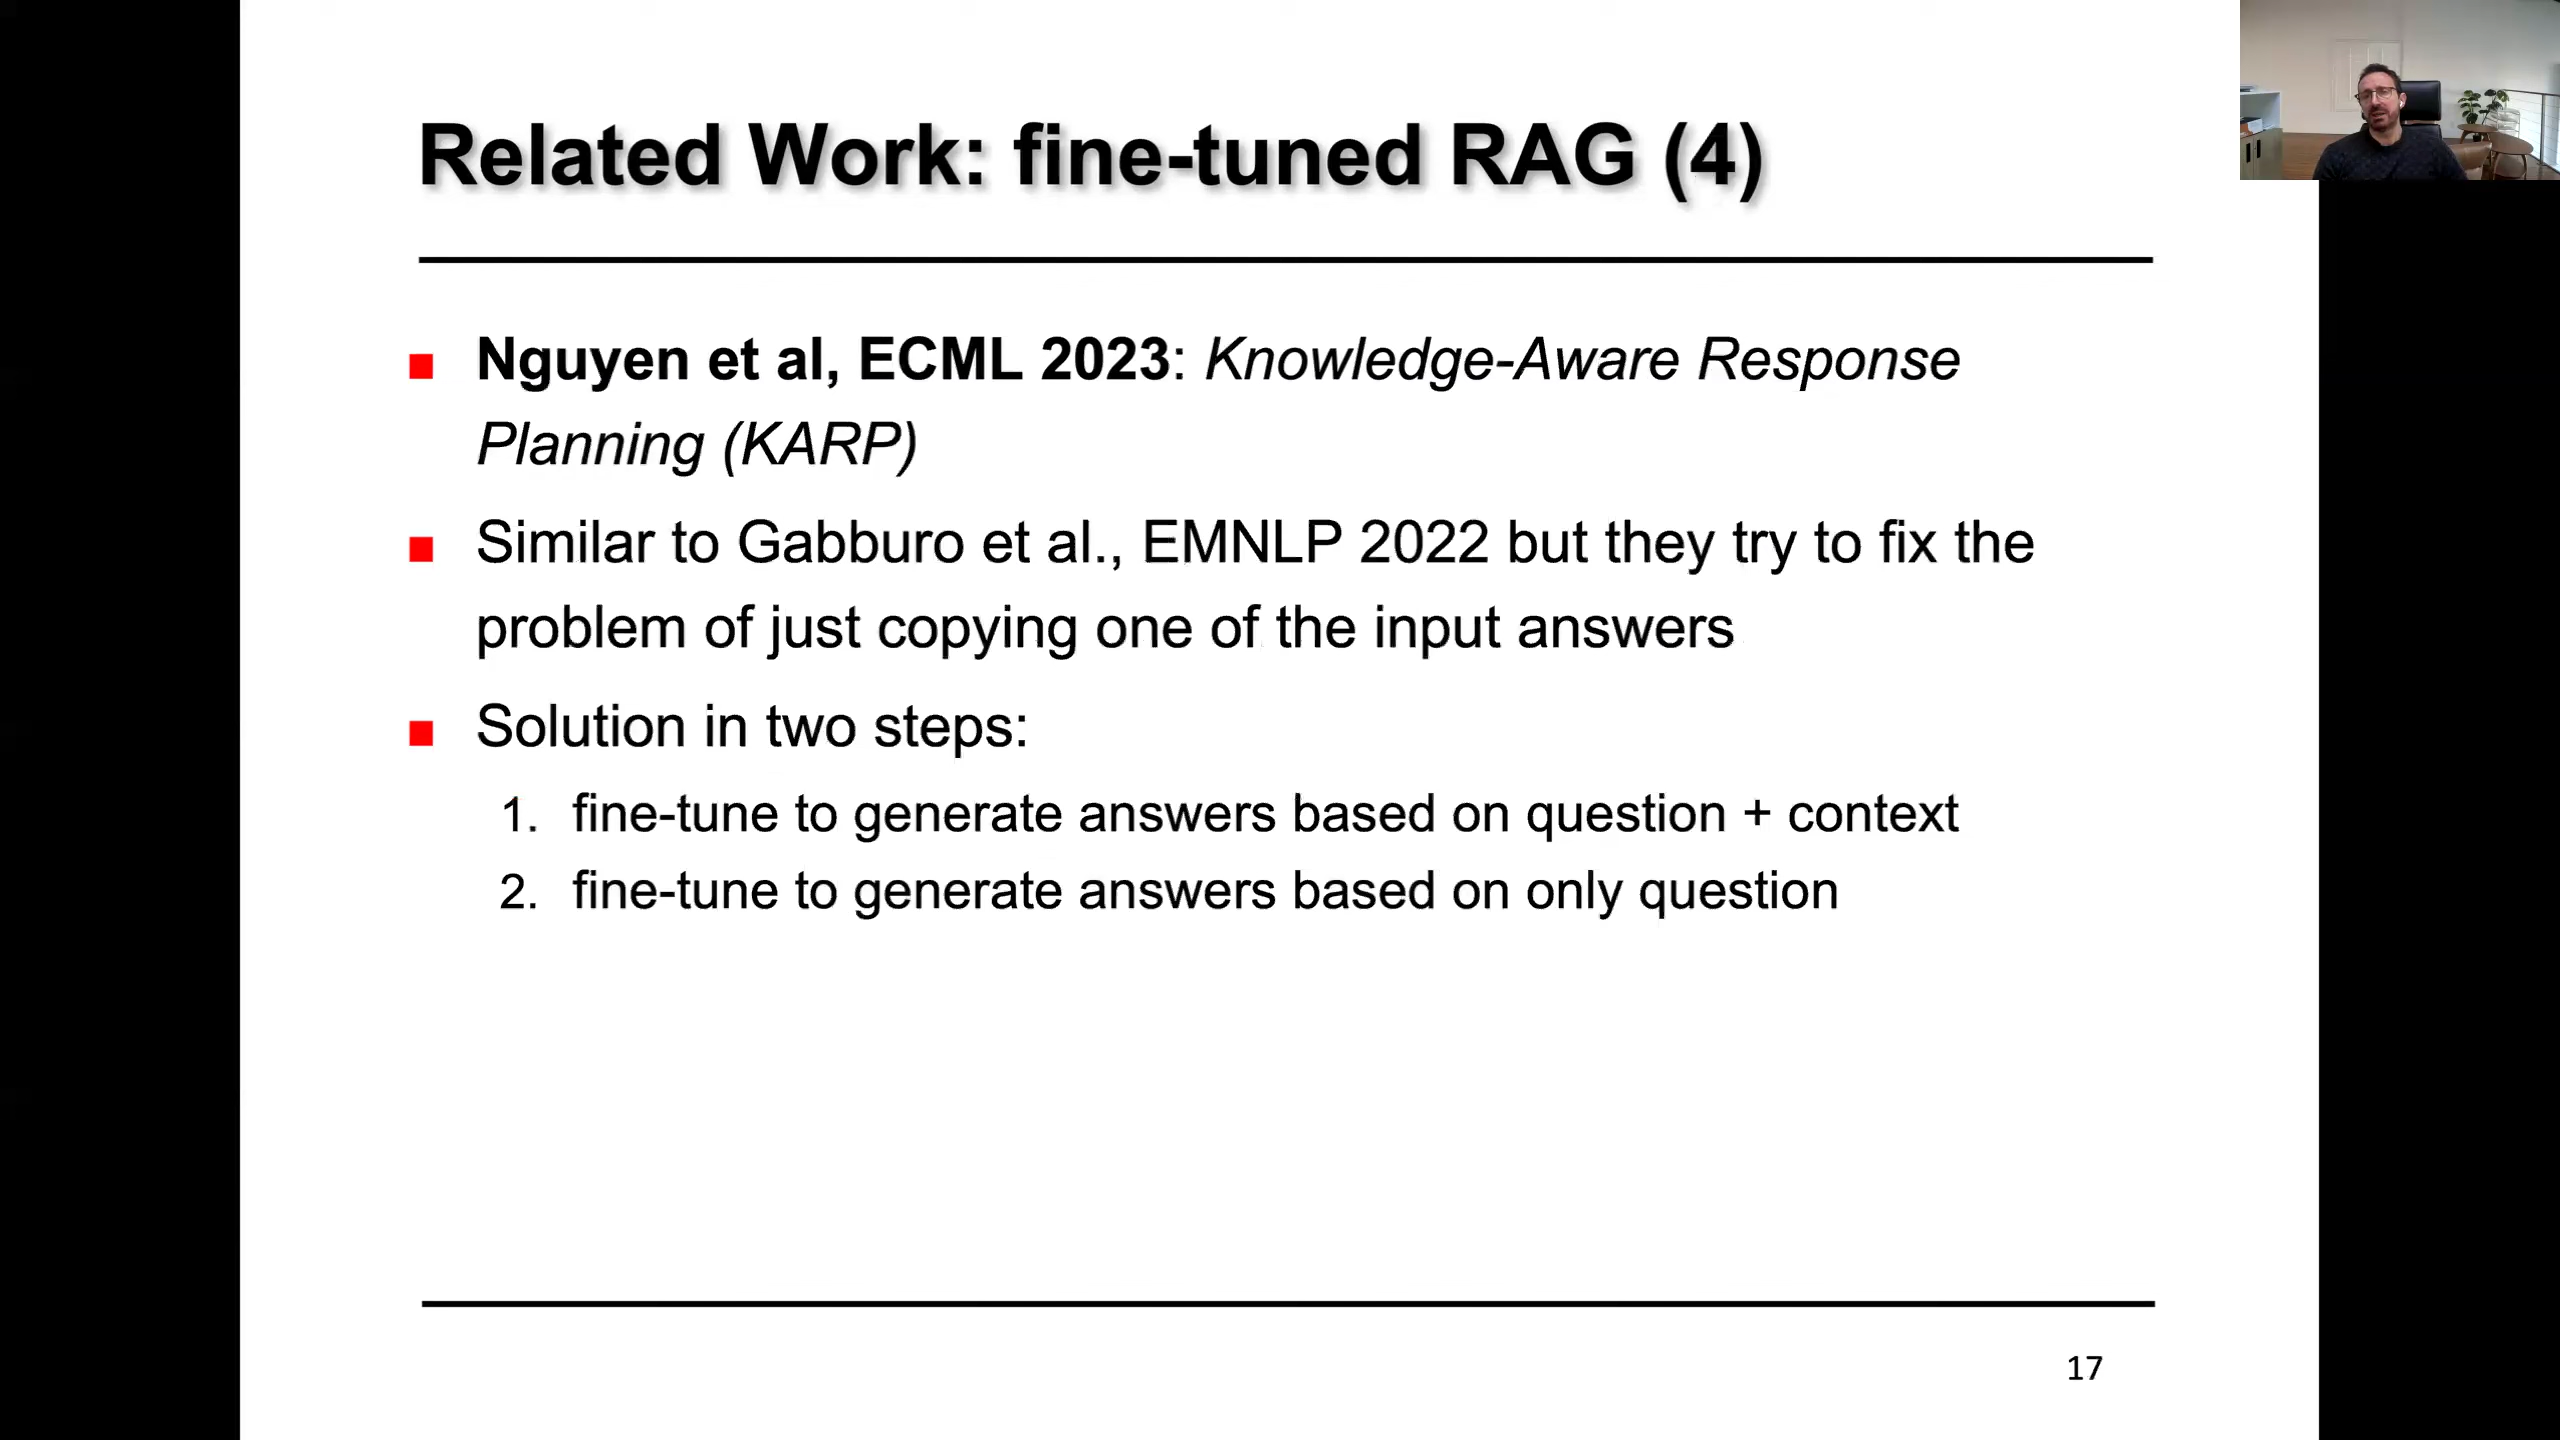 Related Work: fine-tuned RAG (4)
■ Nguyen et al, ECML 2023: Knowledge-Aware Response
Planning (KARP)
■ Similar to Gabburo et al., EMNLP 2022 but they try to fix the
problem of just copying one of the input answers
■ Solution in two steps:
1. fine-tune to generate answers based on question + context
2. fine-tune to generate answers based on only question
17